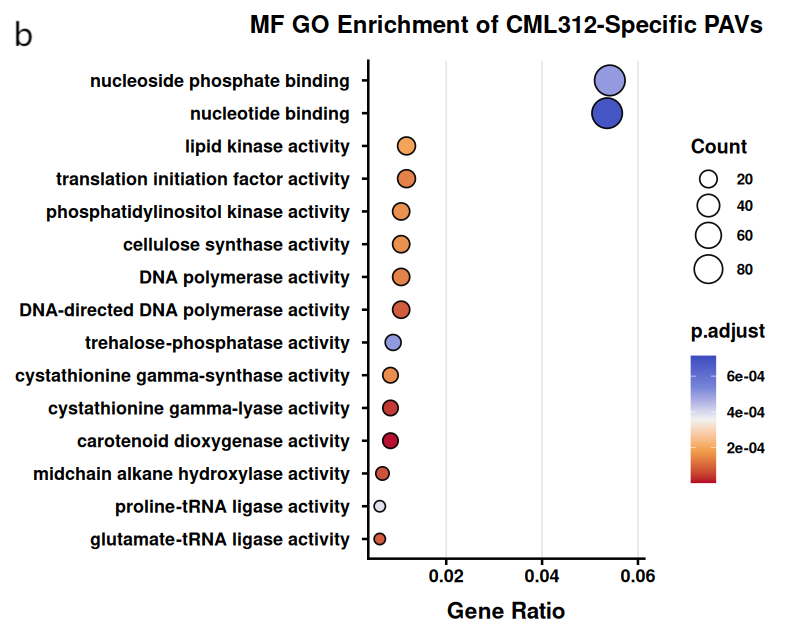 b
MF GO Enrichment of CML312-Specific PAVs
nucleoside phosphate binding
nucleotide binding
lipid kinase activity
translation initiation factor activity
phosphatidylinositol kinase activity
cellulose synthase activity
DNA polymerase activity
DNA-directed DNA polymerase activity
trehalose-phosphatase activity
cystathionine gamma-synthase activity
cystathionine gamma-lyase activity
carotenoid dioxygenase activity
midchain alkane hydroxylase activity
proline-tRNA ligase activity
glutamate-tRNA ligase activity
0.02 0.04 0.06
Gene Ratio
Count
20
40
60
80
p.adjust
6e-04
4e-04
2e-04